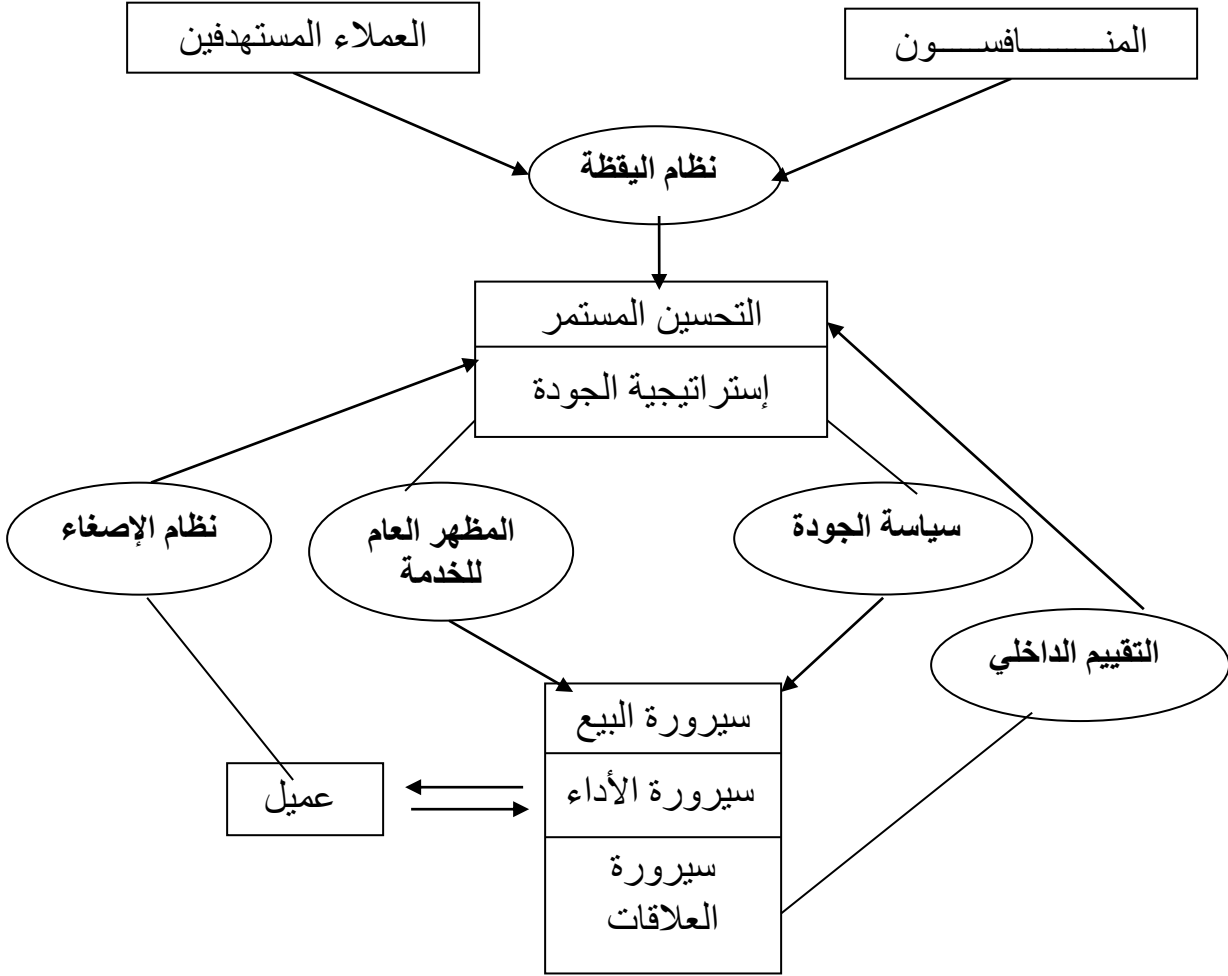 المنـــــــــافســـــون
العملاء المستهدفين
نظام اليقظة
التحسين المستمر
إستراتيجية الجودة
سياسة الجودة
المظهر العام
للخدمة
نظام الإصغاء
التقييم الداخلي
سيرورة البيع
سيرورة الأداء
عميل
سيرورة
العلاقات